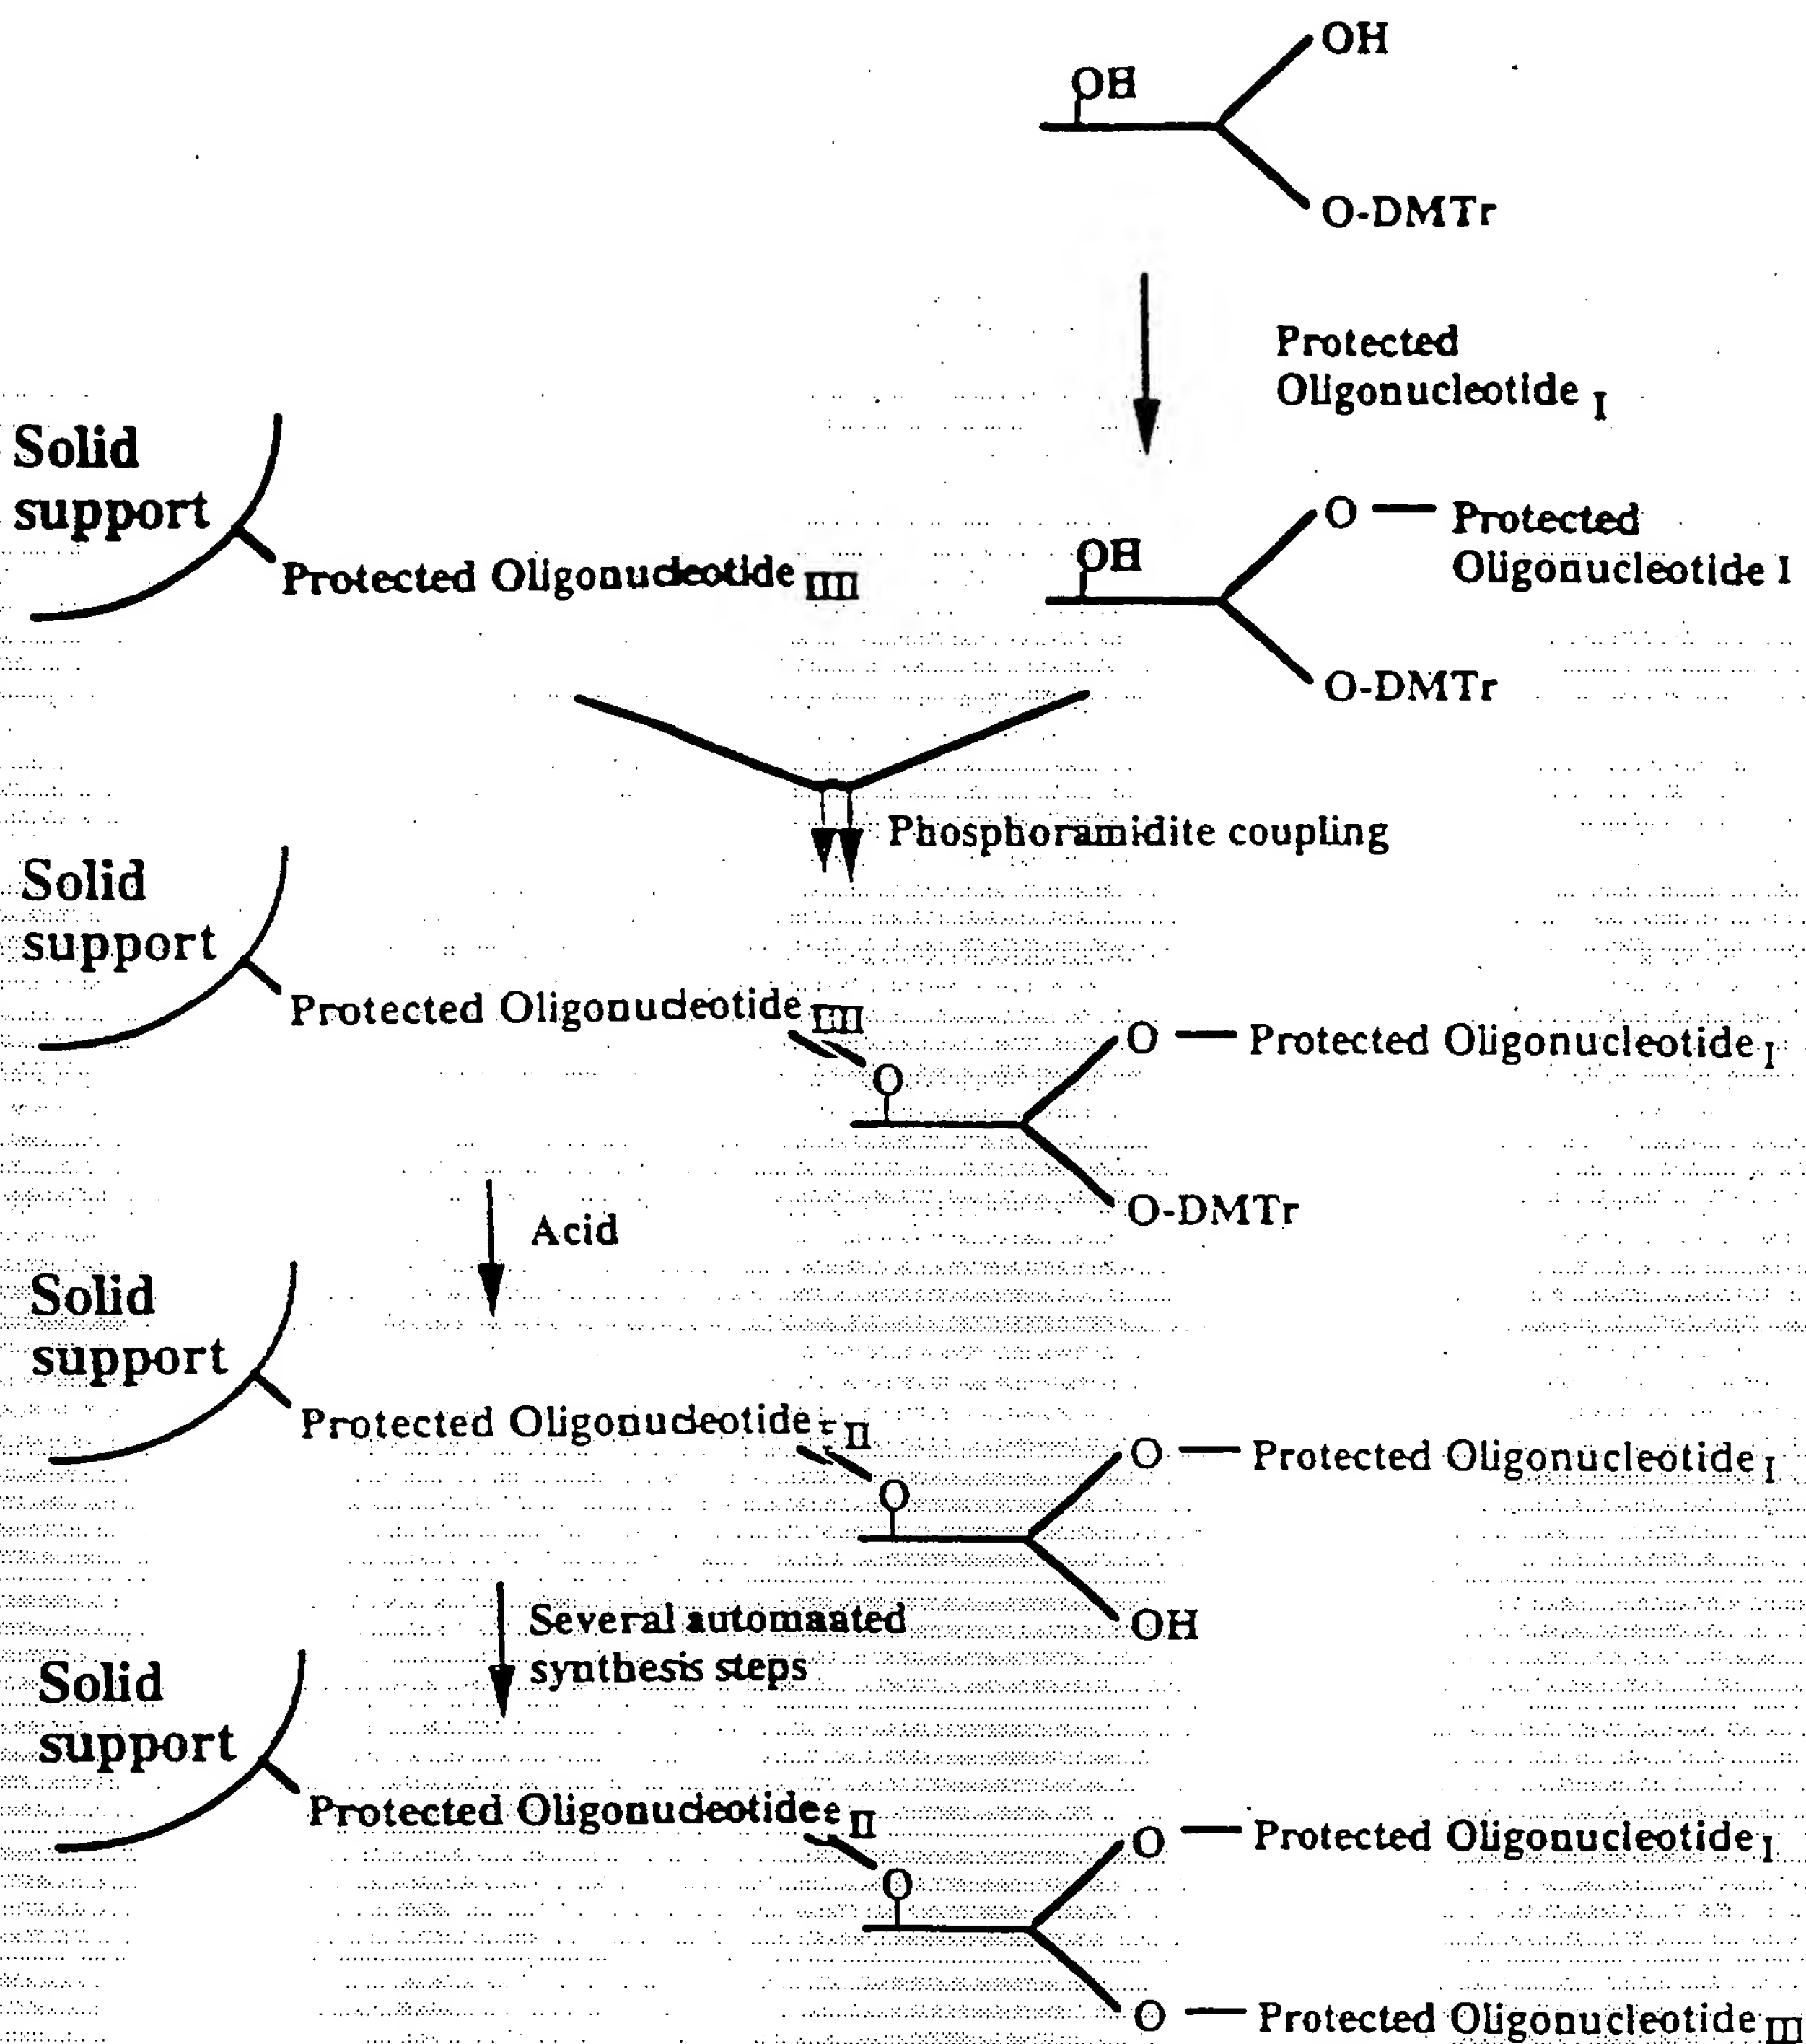 OH
OH
O-DMTr
Protected
Oligonucleotide I
Solid
support
Protected Oligonucleotide III
OH
O — Protected
Oligonucleotide I
O-DMTr
Phosphoramidite coupling
Solid
support
Protected Oligonucleotide III
O
O — Protected Oligonucleotide I
O-DMTr
Acid
Solid
support
Protected Oligonucleotide II
O
O — Protected Oligonucleotide I
OH
Several automaated
synthesis steps
Solid
support
Protected Oligonucleotidee II
O
O — Protected Oligonucleotide I
O — Protected Oligonucleotide III